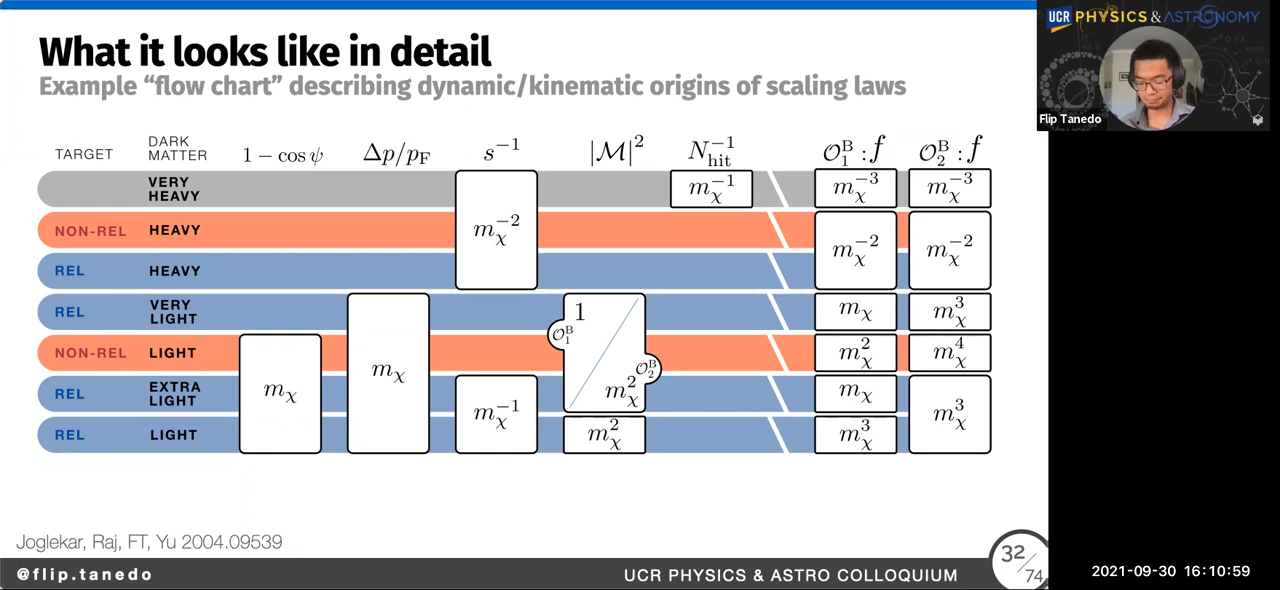 What it looks like in detail
Example “flow chart” describing dynamic/kinematic origins of scaling laws
TARGET DARK MATTER 1 − cos ψ Δp/p_F s^{-1} |M|^2 N_hit^{-1} O_1^B : f O_2^B : f
VERY HEAVY m_χ^{-1} m_χ^{-3} m_χ^{-3}
NON-REL HEAVY m_χ^{-2} m_χ^{-2} m_χ^{-2}
REL HEAVY
REL VERY LIGHT 1 m_χ m_χ^3
O_1^B
NON-REL LIGHT m_χ^2 m_χ^4
O_2^B
REL EXTRA LIGHT m_χ m_χ m_χ^{-1} m_χ^2 m_χ m_χ^3
REL LIGHT m_χ^2 m_χ^3
Joglekar, Raj, FT, Yu 2004.09539
@flip.tanedo
UCR PHYSICS & ASTRO COLLOQUIUM
32/74
UCR PHYSICS & ASTRONOMY
Flip Tanedo
2021-09-30 16:10:59